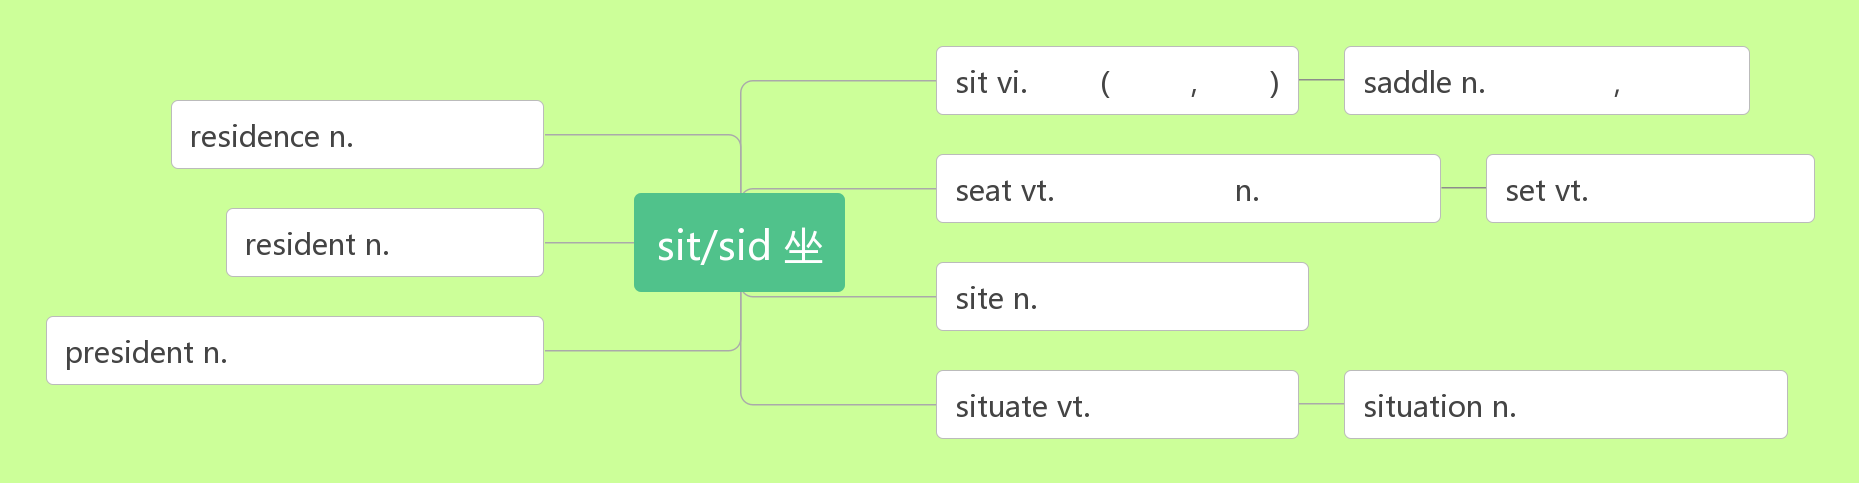 sit/sid 坐
sit vi. ( , )
saddle n. ,
seat vt. n.
set vt.
site n.
situate vt.
situation n.
residence n.
resident n.
president n.